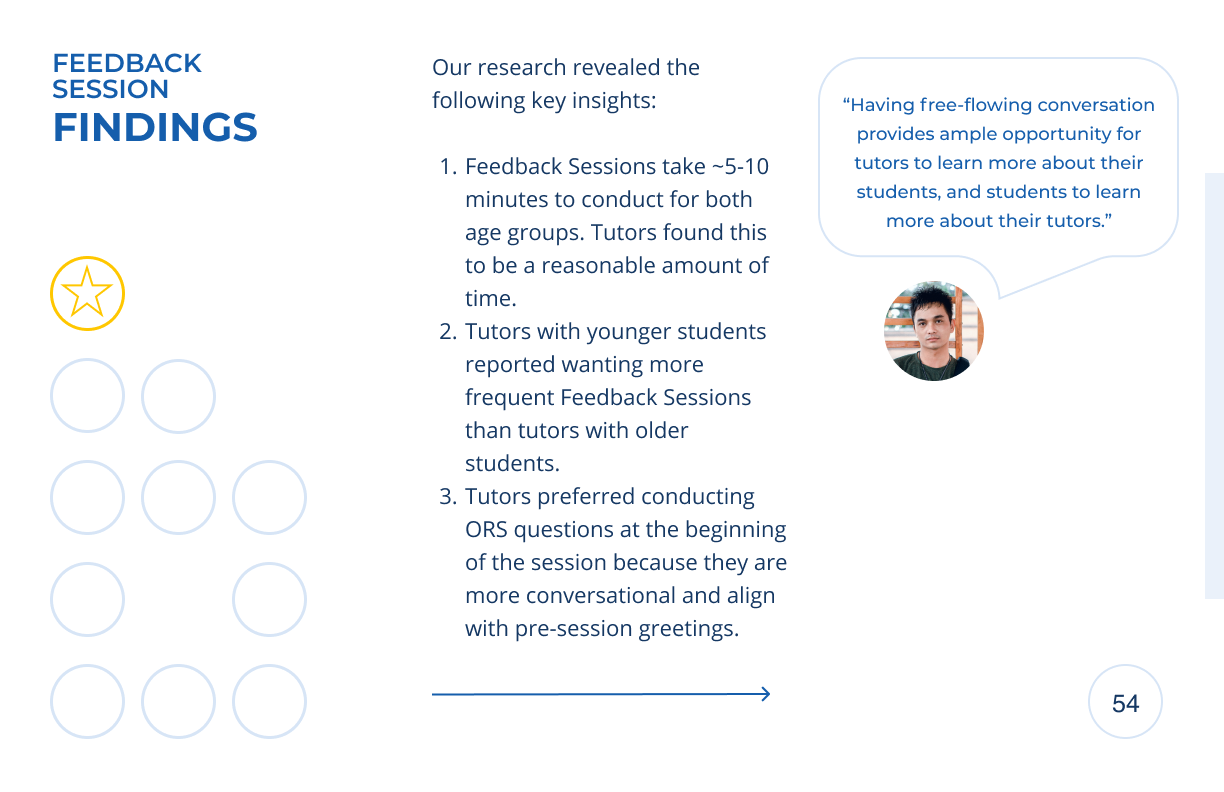 FEEDBACK
SESSION
FINDINGS
Our research revealed the
following key insights:
1. Feedback Sessions take ~5-10
minutes to conduct for both
age groups. Tutors found this
to be a reasonable amount of
time.
2. Tutors with younger students
reported wanting more
frequent Feedback Sessions
than tutors with older
students.
3. Tutors preferred conducting
ORS questions at the beginning
of the session because they are
more conversational and align
with pre-session greetings.
“Having free-flowing conversation
provides ample opportunity for
tutors to learn more about their
students, and students to learn
more about their tutors.”
54